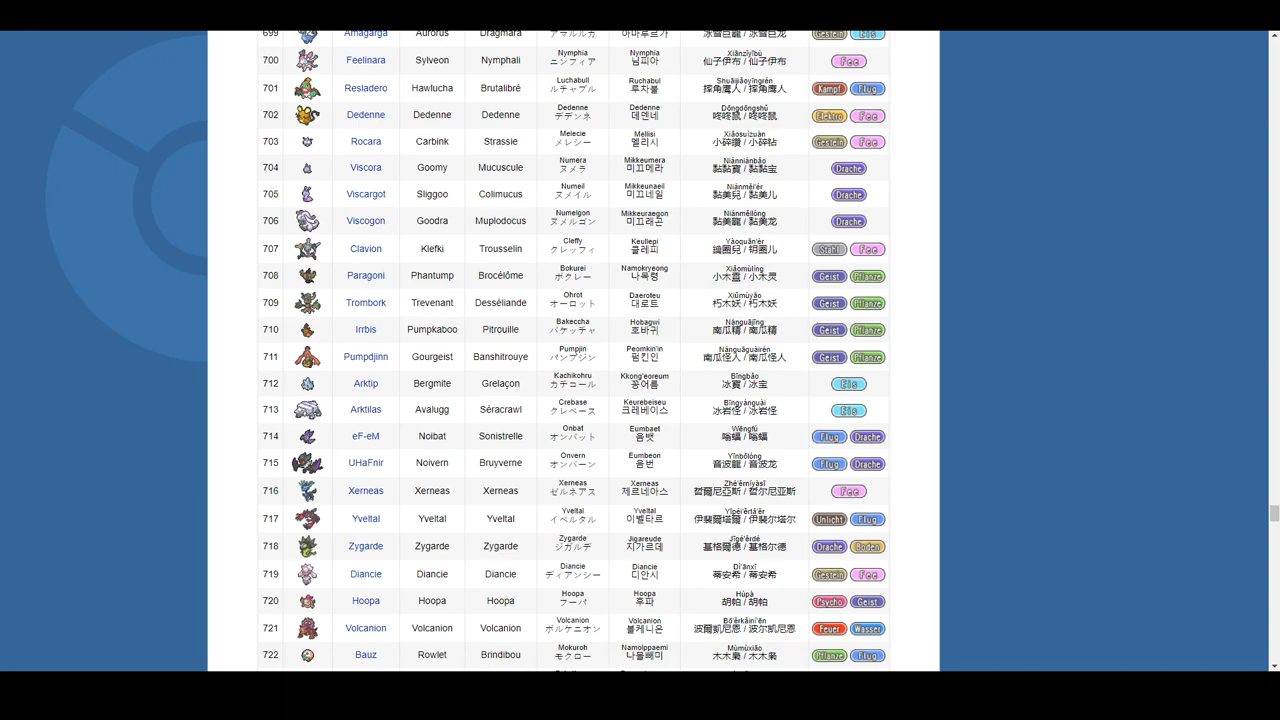 699 Amagarga Aurorus Dragmara アマルルガ 아마루르가 冰雪巨龍 / 冰雪巨龙 Gestein Eis
Nymphia Nymphia Xiānzǐyībù
700 Feelinara Sylveon Nymphali ニンフィア 님피아 仙子伊布 / 仙子伊布 Fee
Luchabull Ruchabul Shuāijiǎoyīngrén
701 Resladero Hawlucha Brutalibré ルチャブル 루차불 摔角鷹人 / 摔角鹰人 Kampf Flug
Dedenne Dedenne Dōngdōngshǔ
702 Dedenne Dedenne Dedenne デデンネ 데덴네 咚咚鼠 / 咚咚鼠 Elektro Fee
Melecie Mellisi Xiǎosuìzuàn
703 Rocara Carbink Strassie メレシー 멜리시 小碎鑽 / 小碎钻 Gestein Fee
Numera Mikkeumera Niánniánbǎo
704 Viscora Goomy Mucuscule ヌメラ 미끄메라 黏黏寶 / 黏黏宝 Drache
Numeil Mikkeunaeil Niánměi'ér
705 Viscargot Sliggoo Colimucus ヌメイル 미끄네일 黏美兒 / 黏美儿 Drache
Numelgon Mikkeuraegon Niánměilóng
706 Viscogon Goodra Muplodocus ヌメルゴン 미끄래곤 黏美龍 / 黏美龙 Drache
Cleffy Keullepi Yàoquān'ér
707 Clavion Klefki Trousselin クレッフィ 클레피 鑰圈兒 / 钥圈儿 Stahl Fee
Bokurei Namokryeong Xiǎomùlíng
708 Paragoni Phantump Brocélôme ボクレー 나목령 小木靈 / 小木灵 Geist Pflanze
Ohrot Daeroteu Xiǔmùyāo
709 Trombork Trevenant Desséliande オーロット 대로트 朽木妖 / 朽木妖 Geist Pflanze
Bakeccha Hobagwi Nánguājīng
710 Irrbis Pumpkaboo Pitrouille バケッチャ 호바귀 南瓜精 / 南瓜精 Geist Pflanze
Pumpjin Peomkin'in Nánguāguàirén
711 Pumpdjinn Gourgeist Banshitrouye パンプジン 펌킨인 南瓜怪人 / 南瓜怪人 Geist Pflanze
Kachikohru Kkong'eoreum Bīngbǎo
712 Arktip Bergmite Grelaçon カチコール 꽁어름 冰寶 / 冰宝 Eis
Crebase Keurebeiseu Bīngyánguài
713 Arktilas Avalugg Séracrawl クレベース 크레베이스 冰岩怪 / 冰岩怪 Eis
Onbat Eumbaet Wēngfú
714 eF-eM Noibat Sonistrelle オンバット 음뱃 嗡蝠 / 嗡蝠 Flug Drache
Onvern Eumbeon Yīnbōlóng
715 UHaFnir Noivern Bruyverne オンバーン 음번 音波龍 / 音波龙 Flug Drache
Xerneas Xerneas Zhé'ěrníyàsī
716 Xerneas Xerneas Xerneas ゼルネアス 제르네아스 哲爾尼亞斯 / 哲尔尼亚斯 Fee
Yveltal Yveltal Yīpéi'ěrtǎ'ěr
717 Yveltal Yveltal Yveltal イベルタル 이벨타르 伊裴爾塔爾 / 伊裴尔塔尔 Unlicht Flug
Zygarde Jigareude Jīgé'ěrdé
718 Zygarde Zygarde Zygarde ジガルデ 지가르데 基格爾德 / 基格尔德 Drache Boden
Diancie Diancie Dì'ānxī
719 Diancie Diancie Diancie ディアンシー 디안시 蒂安希 / 蒂安希 Gestein Fee
Hoopa Hoopa Húpà
720 Hoopa Hoopa Hoopa フーパ 후파 胡帕 / 胡帕 Psycho Geist
Volcanion Volcanion Bō'ěrkǎiní'ēn
721 Volcanion Volcanion Volcanion ボルケニオン 볼케니온 波爾凱尼恩 / 波尔凯尼恩 Feuer Wasser
Mokuroh Namolppaemi Mùmùxiāo
722 Bauz Rowlet Brindibou モクロー 나몰빼미 木木梟 / 木木枭 Pflanze Flug